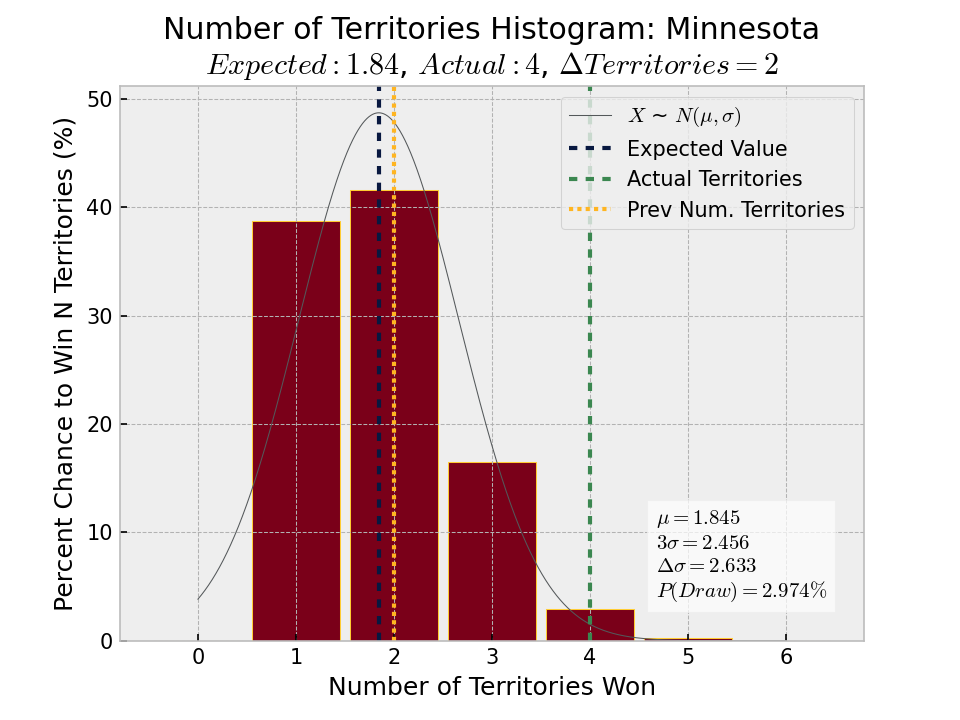 Number of Territories Histogram: Minnesota
Expected : 1.84, Actual : 4, ΔTerritories = 2
Percent Chance to Win N Territories (%)
50
40
30
20
10
0
X ~ N(μ, σ)
Expected Value
Actual Territories
Prev Num. Territories
μ = 1.845
3σ = 2.456
Δσ = 2.633
P(Draw) = 2.974%
0 1 2 3 4 5 6
Number of Territories Won